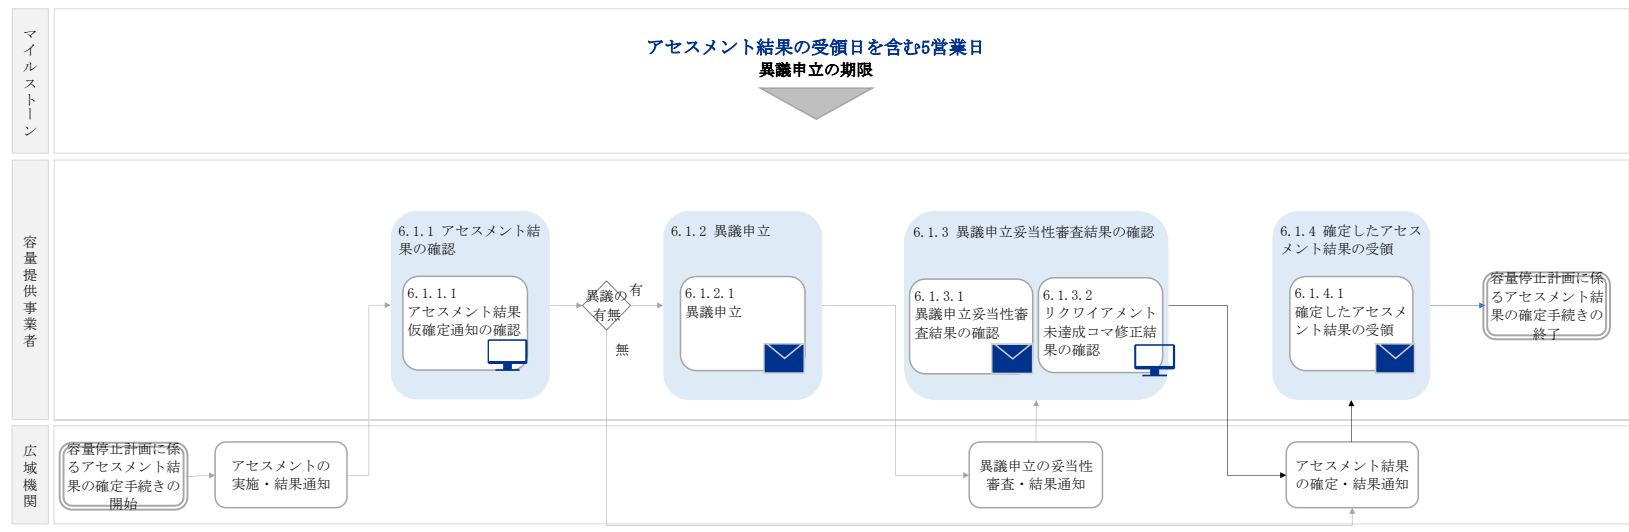 マイルストーン
アセスメント結果の受領日を含む5営業日
異議申立の期限
容量提供事業者
6.1.1 アセスメント結
果の確認
6.1.1.1
アセスメント結果
仮確定通知の確認
異議の
有無
有
無
6.1.2 異議申立
6.1.2.1
異議申立
6.1.3 異議申立妥当性審査結果の確認
6.1.3.1
異議申立妥当性審
査結果の確認
6.1.3.2
リクワイアメント
未達成コマ修正結
果の確認
6.1.4 確定したアセス
メント結果の受領
6.1.4.1
確定したアセスメ
ント結果の受領
容量停止計画に係
るアセスメント結
果の確定手続きの
終了
広域機関
容量停止計画に係
るアセスメント結
果の確定手続きの
開始
アセスメントの
実施・結果通知
異議申立の妥当性
審査・結果通知
アセスメント結果
の確定・結果通知